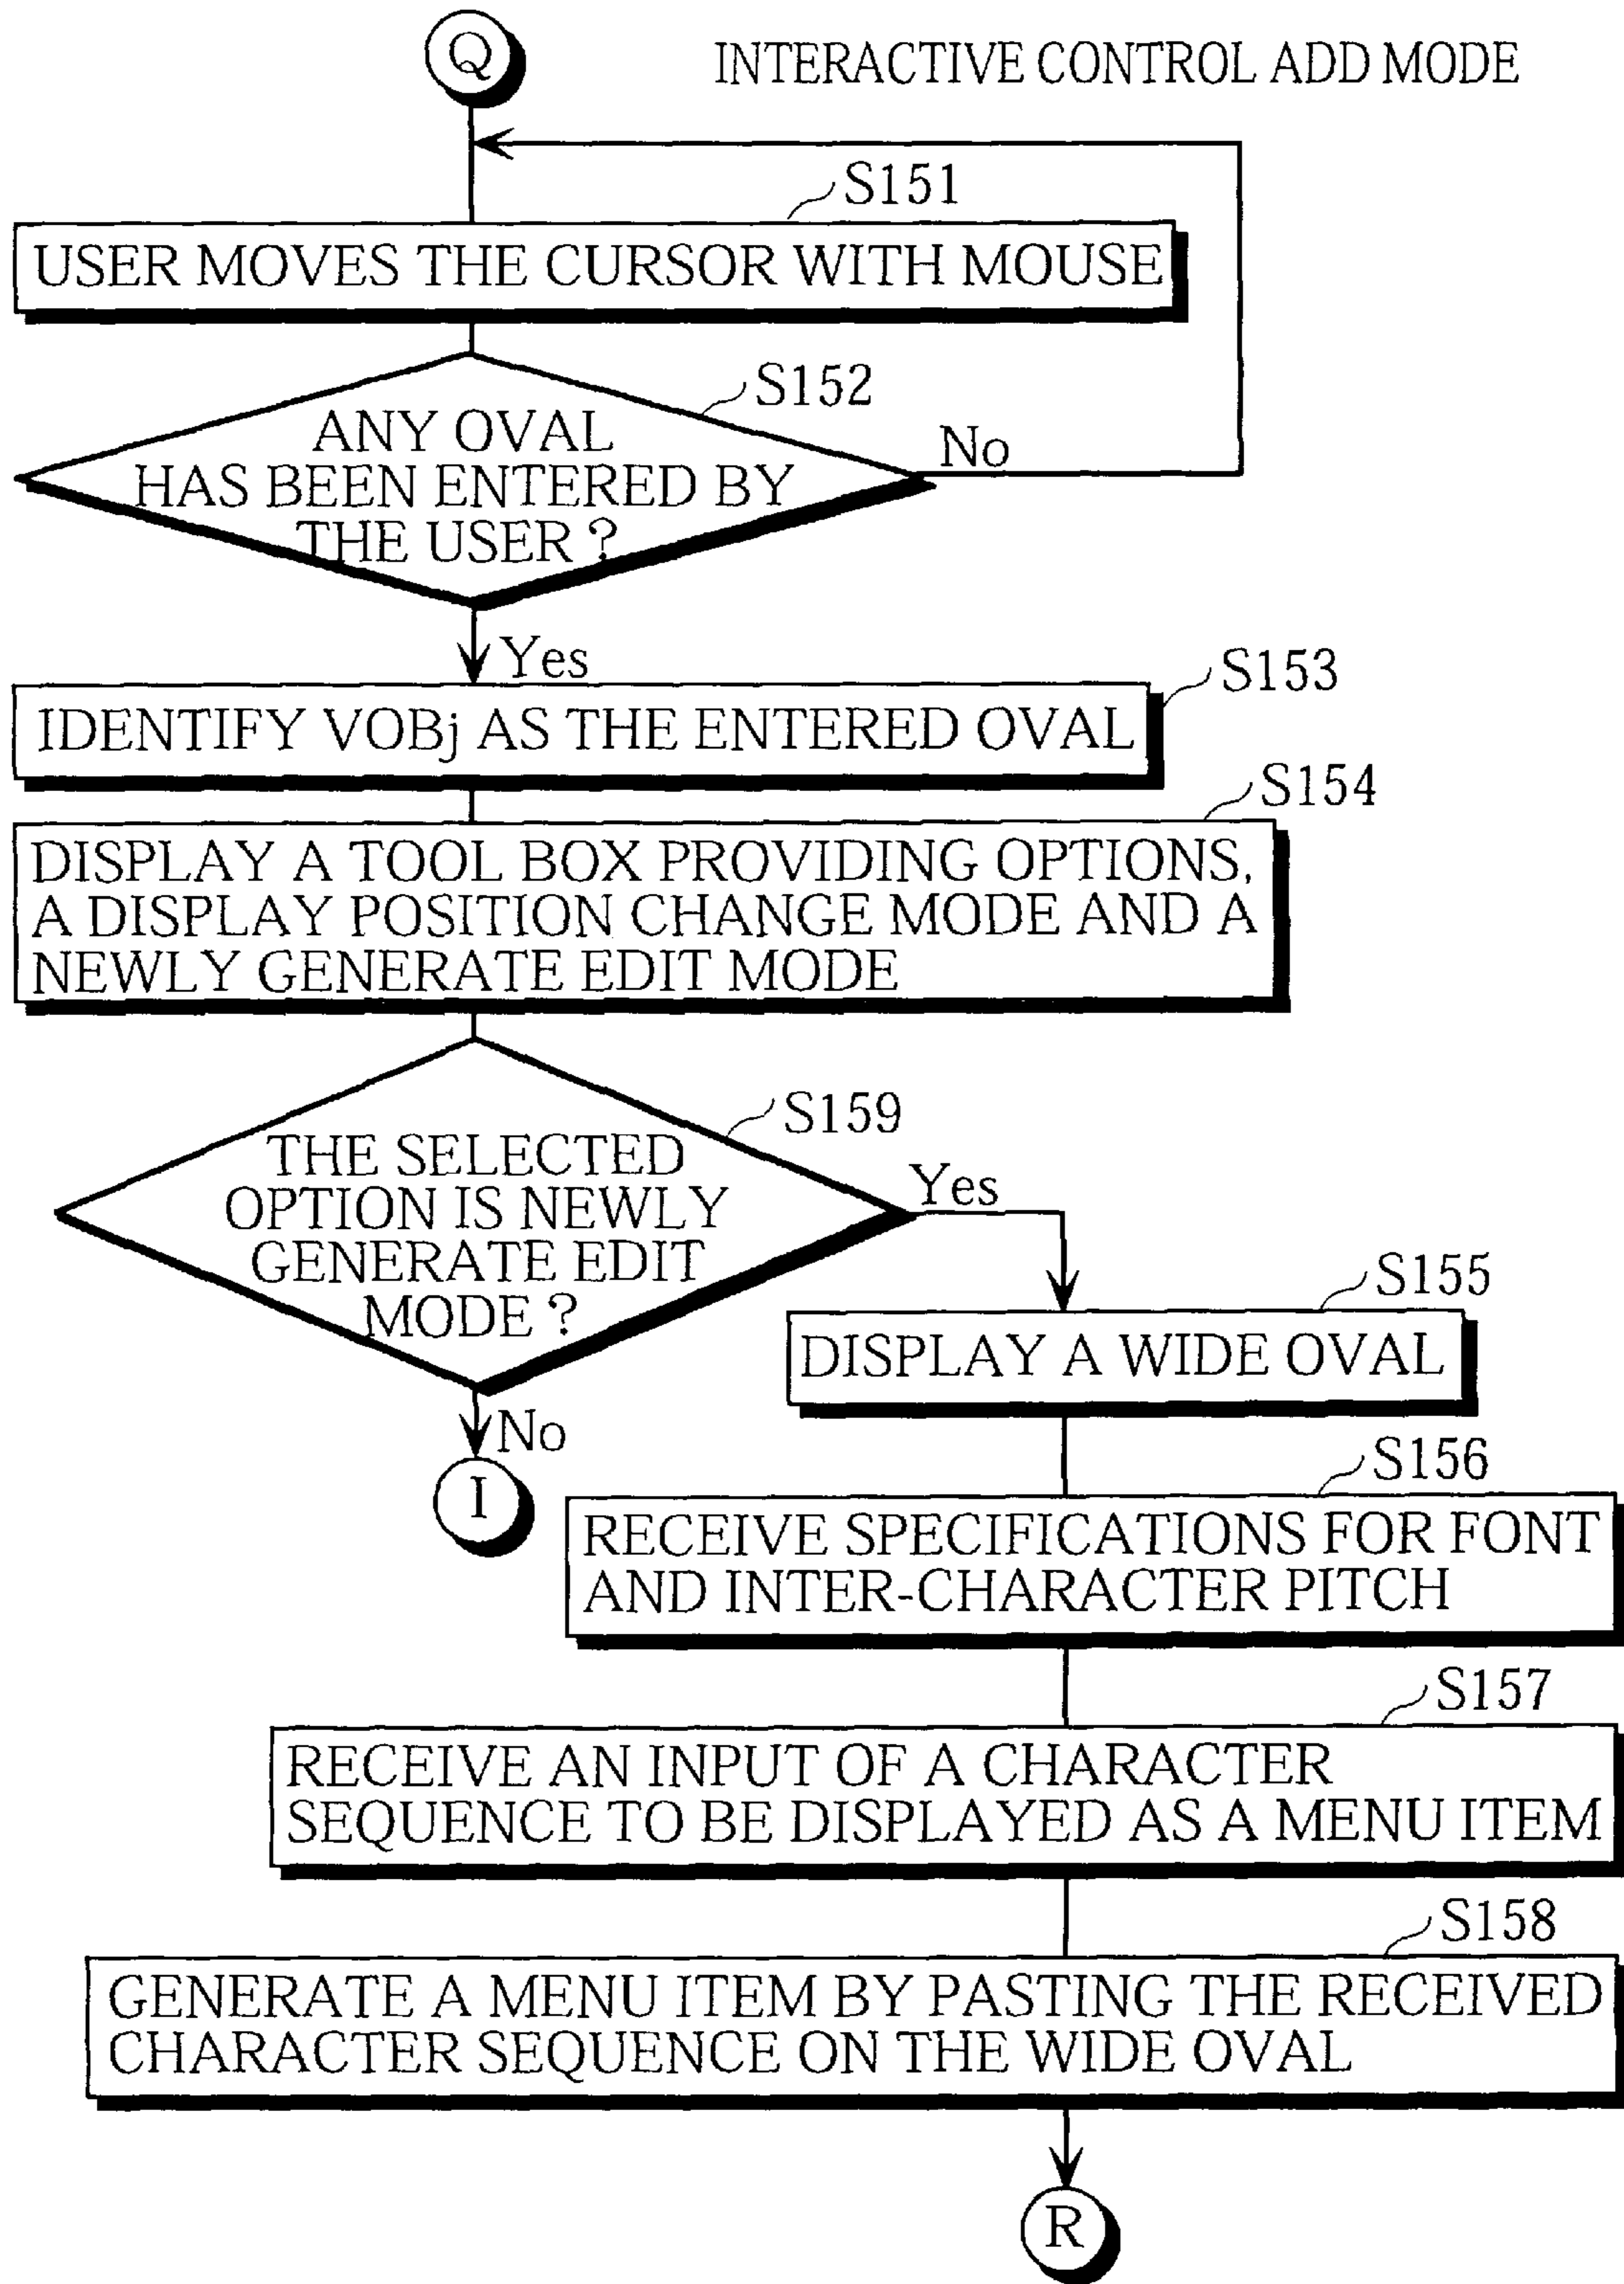 Q
INTERACTIVE CONTROL ADD MODE
S151
USER MOVES THE CURSOR WITH MOUSE
S152
ANY OVAL
HAS BEEN ENTERED BY
THE USER ?
No
Yes
S153
IDENTIFY VOBj AS THE ENTERED OVAL
S154
DISPLAY A TOOL BOX PROVIDING OPTIONS,
A DISPLAY POSITION CHANGE MODE AND A
NEWLY GENERATE EDIT MODE
S159
THE SELECTED
OPTION IS NEWLY
GENERATE EDIT
MODE ?
Yes
No
I
S155
DISPLAY A WIDE OVAL
S156
RECEIVE SPECIFICATIONS FOR FONT
AND INTER-CHARACTER PITCH
S157
RECEIVE AN INPUT OF A CHARACTER
SEQUENCE TO BE DISPLAYED AS A MENU ITEM
S158
GENERATE A MENU ITEM BY PASTING THE RECEIVED
CHARACTER SEQUENCE ON THE WIDE OVAL
R